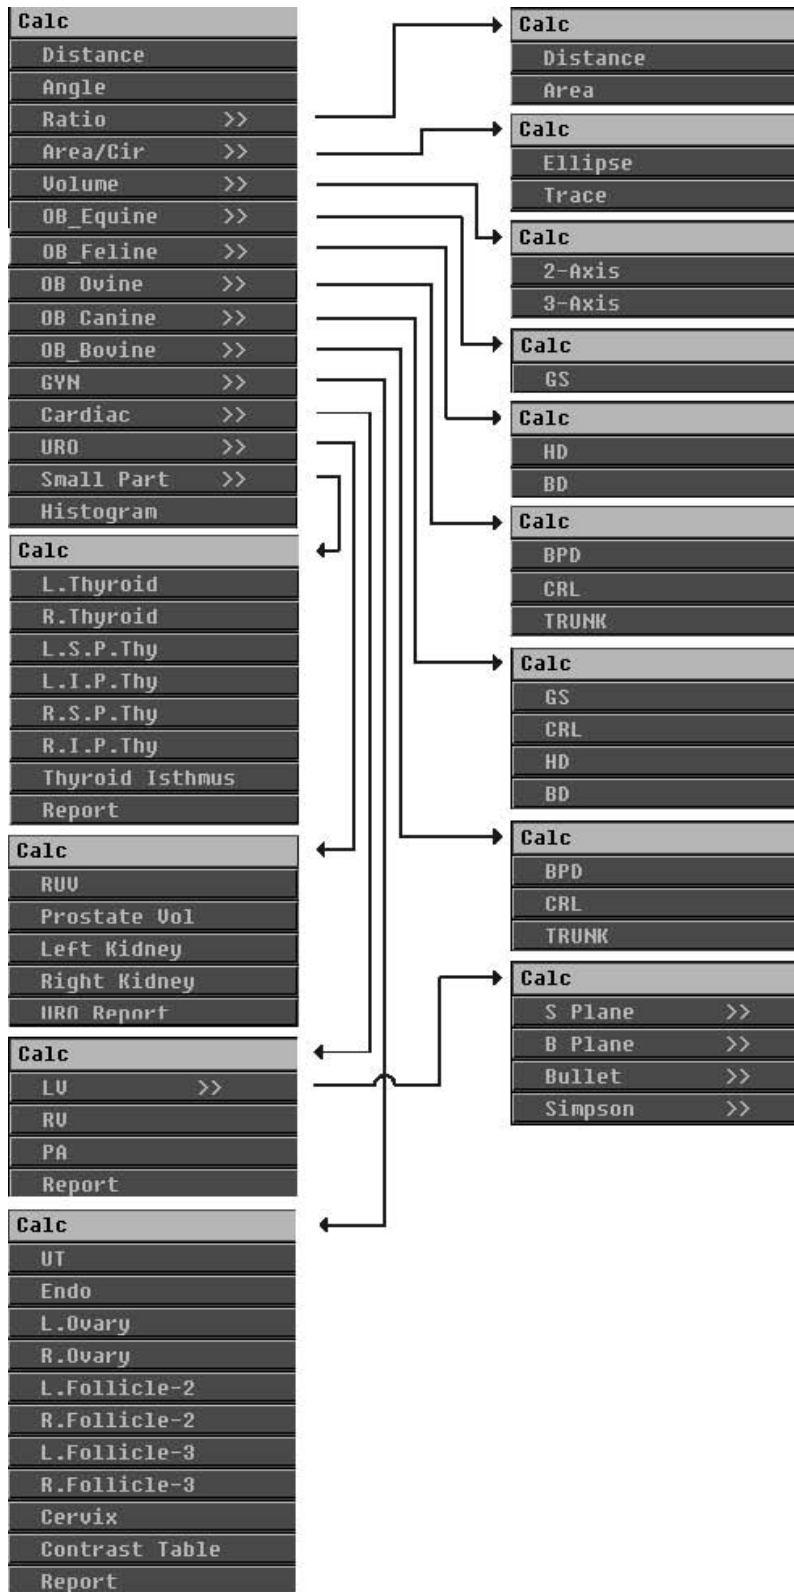 Calc
Distance
Angle
Ratio >>
Area/Cir >>
Volume >>
OB_Equine >>
OB_Feline >>
OB Ovine >>
OB Canine >>
OB_Bovine >>
GYN >>
Cardiac >>
URO >>
Small Part >>
Histogram
Calc
L.Thyroid
R.Thyroid
L.S.P.Thy
L.I.P.Thy
R.S.P.Thy
R.I.P.Thy
Thyroid Isthmus
Report
Calc
RUV
Prostate Vol
Left Kidney
Right Kidney
URO Report
Calc
LV >>
RV
PA
Report
Calc
UT
Endo
L.Ovary
R.Ovary
L.Follicle-2
R.Follicle-2
L.Follicle-3
R.Follicle-3
Cervix
Contrast Table
Report
Calc
Distance
Area
Calc
Ellipse
Trace
Calc
2-Axis
3-Axis
Calc
GS
Calc
HD
BD
Calc
BPD
CRL
TRUNK
Calc
GS
CRL
HD
BD
Calc
BPD
CRL
TRUNK
Calc
S Plane >>
B Plane >>
Bullet >>
Simpson >>